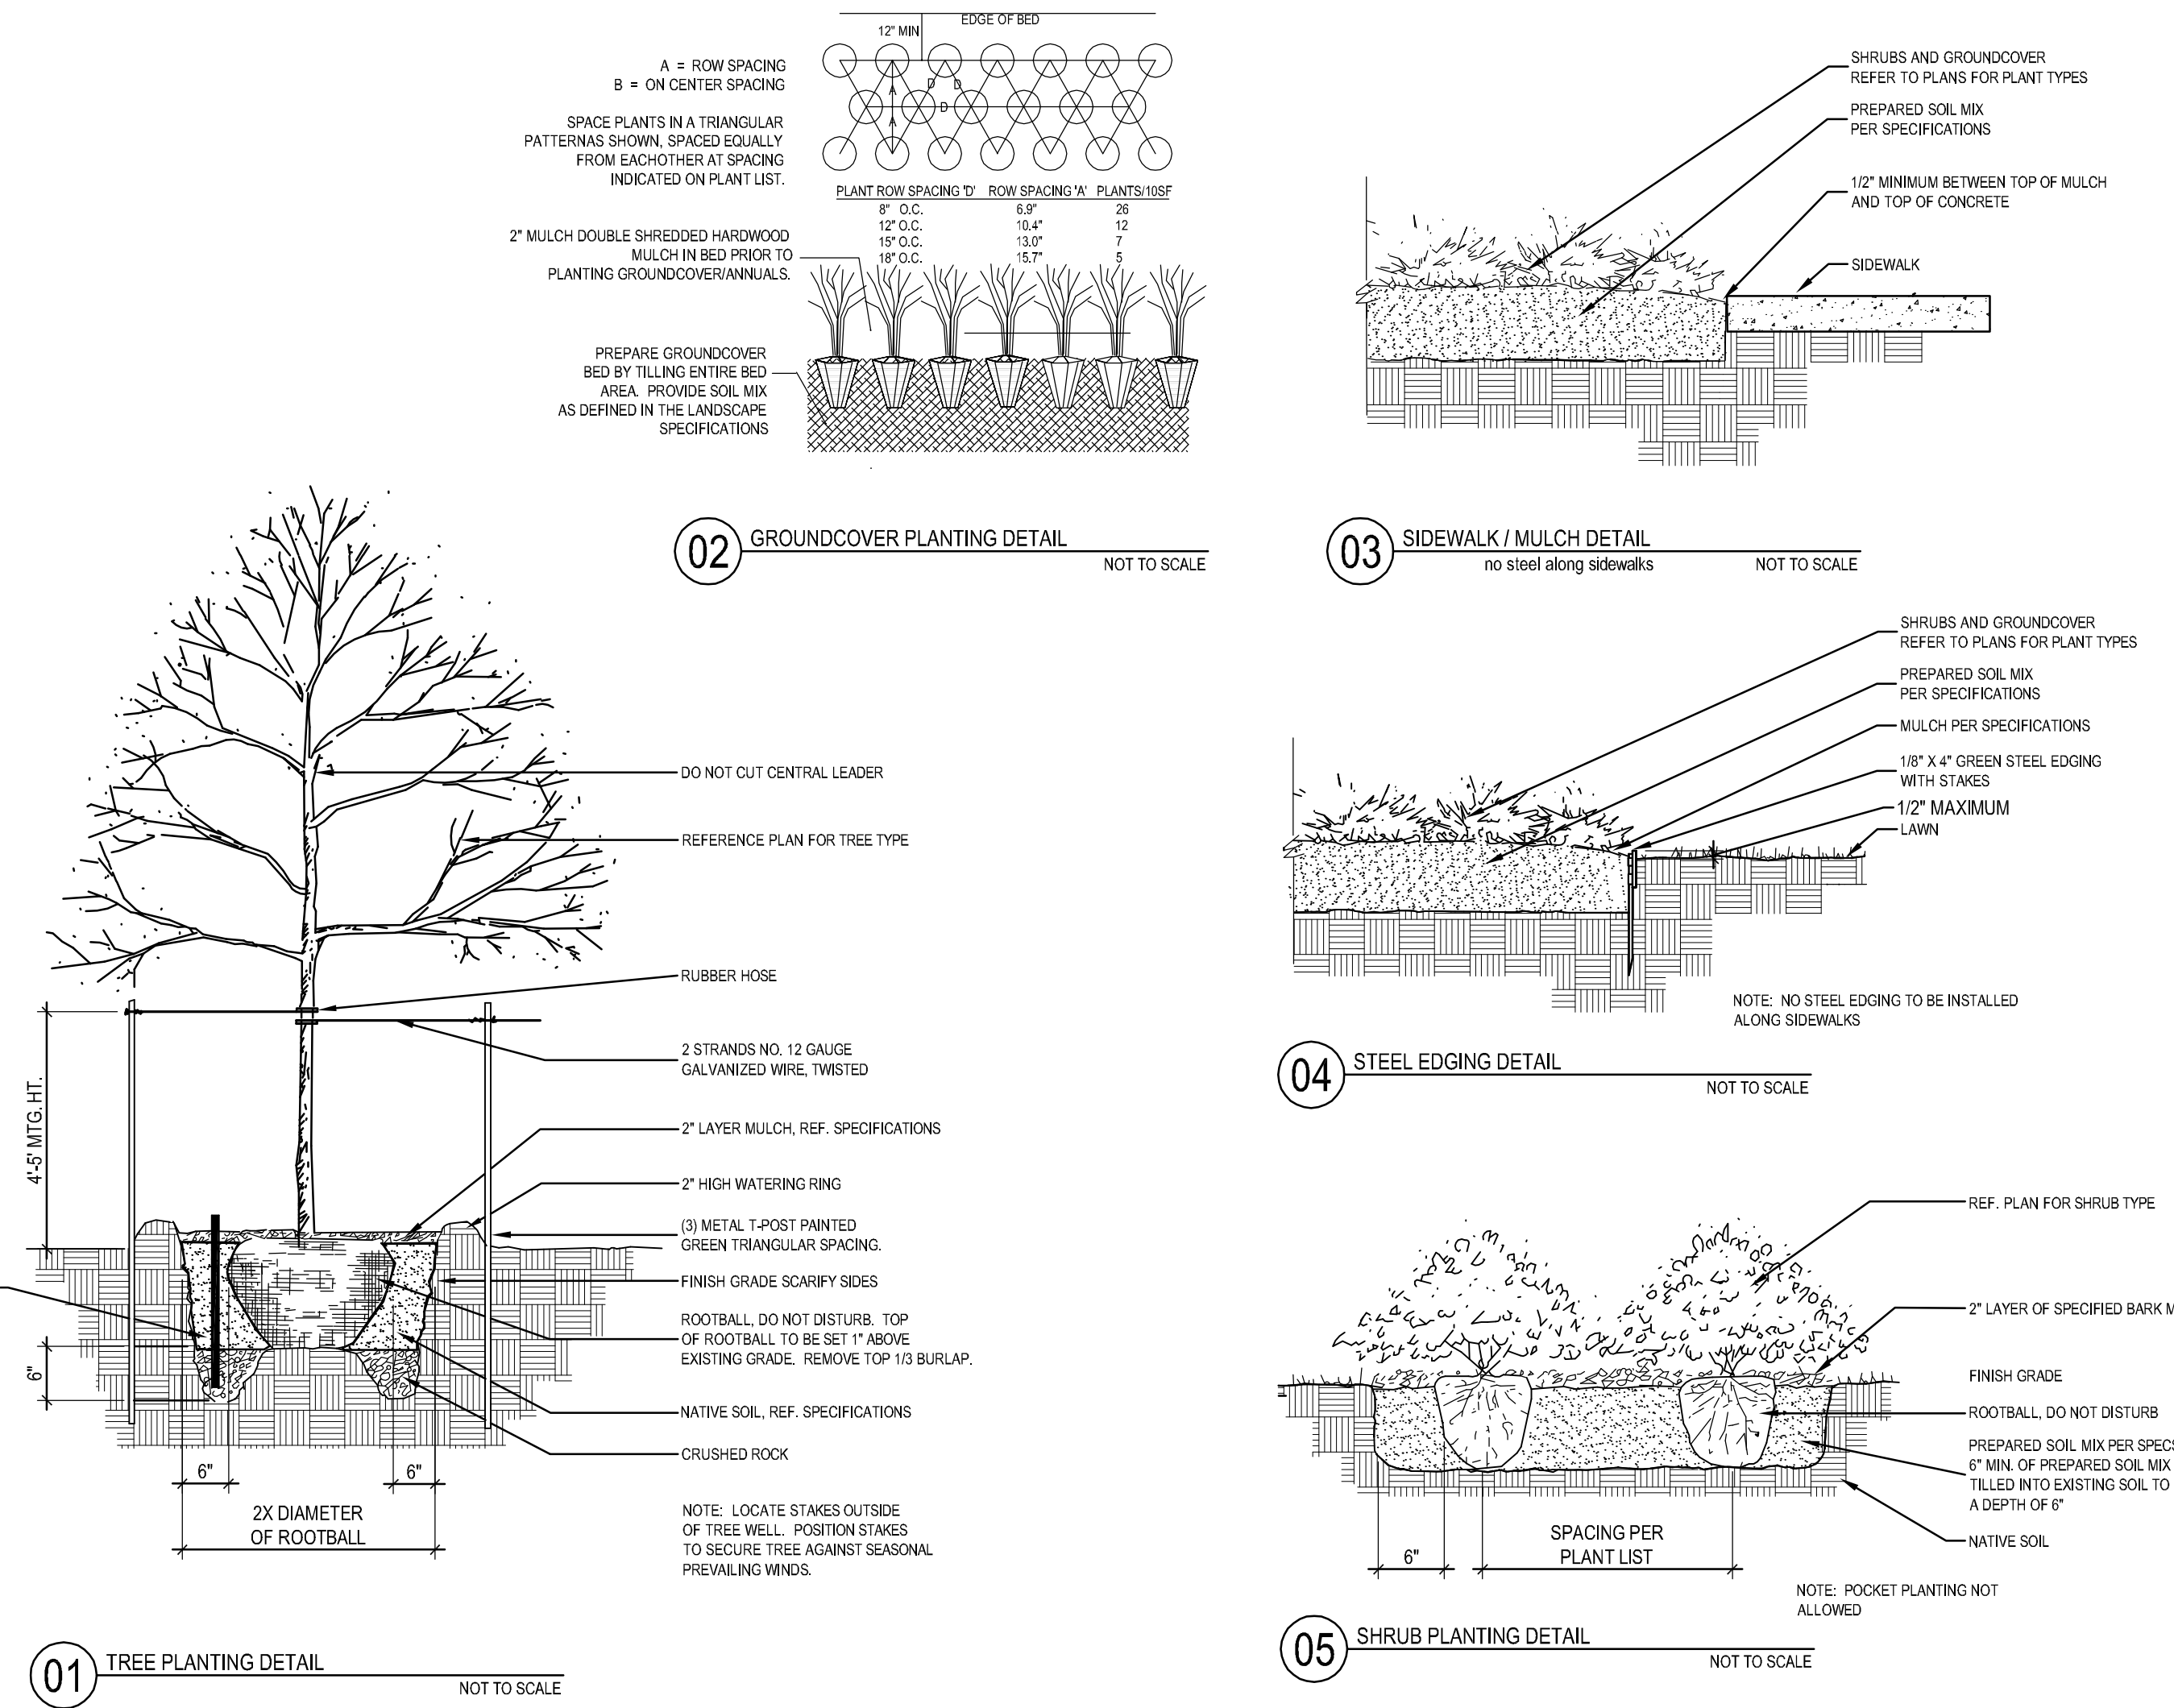 EDGE OF BED
12" MIN
A = ROW SPACING
B = ON CENTER SPACING
SPACE PLANTS IN A TRIANGULAR
PATTERNAS SHOWN, SPACED EQUALLY
FROM EACHOTHER AT SPACING
INDICATED ON PLANT LIST.
A
A
D
D
D
PLANT ROW SPACING 'D' ROW SPACING 'A' PLANTS/10SF
8" O.C. 6.9" 26
12" O.C. 10.4" 12
15" O.C. 13.0" 7
18" O.C. 15.7" 5
2" MULCH DOUBLE SHREDDED HARDWOOD
MULCH IN BED PRIOR TO
PLANTING GROUNDCOVER/ANNUALS.
PREPARE GROUNDCOVER
BED BY TILLING ENTIRE BED
AREA. PROVIDE SOIL MIX
AS DEFINED IN THE LANDSCAPE
SPECIFICATIONS
02 GROUNDCOVER PLANTING DETAIL
NOT TO SCALE
SHRUBS AND GROUNDCOVER
REFER TO PLANS FOR PLANT TYPES
PREPARED SOIL MIX
PER SPECIFICATIONS
1/2" MINIMUM BETWEEN TOP OF MULCH
AND TOP OF CONCRETE
SIDEWALK
03 SIDEWALK / MULCH DETAIL
no steel along sidewalks NOT TO SCALE
SHRUBS AND GROUNDCOVER
REFER TO PLANS FOR PLANT TYPES
PREPARED SOIL MIX
PER SPECIFICATIONS
MULCH PER SPECIFICATIONS
1/8" X 4" GREEN STEEL EDGING
WITH STAKES
1/2" MAXIMUM
LAWN
NOTE: NO STEEL EDGING TO BE INSTALLED
ALONG SIDEWALKS
04 STEEL EDGING DETAIL
NOT TO SCALE
DO NOT CUT CENTRAL LEADER
REFERENCE PLAN FOR TREE TYPE
RUBBER HOSE
2 STRANDS NO. 12 GAUGE
GALVANIZED WIRE, TWISTED
2" LAYER MULCH, REF. SPECIFICATIONS
2" HIGH WATERING RING
(3) METAL T-POST PAINTED
GREEN TRIANGULAR SPACING.
FINISH GRADE SCARIFY SIDES
ROOTBALL, DO NOT DISTURB. TOP
OF ROOTBALL TO BE SET 1" ABOVE
EXISTING GRADE. REMOVE TOP 1/3 BURLAP.
NATIVE SOIL, REF. SPECIFICATIONS
CRUSHED ROCK
NOTE: LOCATE STAKES OUTSIDE
OF TREE WELL. POSITION STAKES
TO SECURE TREE AGAINST SEASONAL
PREVAILING WINDS.
4'-5' MTG. HT.
6"
6"
6"
2X DIAMETER
OF ROOTBALL
01 TREE PLANTING DETAIL
NOT TO SCALE
REF. PLAN FOR SHRUB TYPE
2" LAYER OF SPECIFIED BARK M
FINISH GRADE
ROOTBALL, DO NOT DISTURB
PREPARED SOIL MIX PER SPECS
6" MIN. OF PREPARED SOIL MIX
TILLED INTO EXISTING SOIL TO
A DEPTH OF 6"
NATIVE SOIL
6"
SPACING PER
PLANT LIST
NOTE: POCKET PLANTING NOT
ALLOWED
05 SHRUB PLANTING DETAIL
NOT TO SCALE